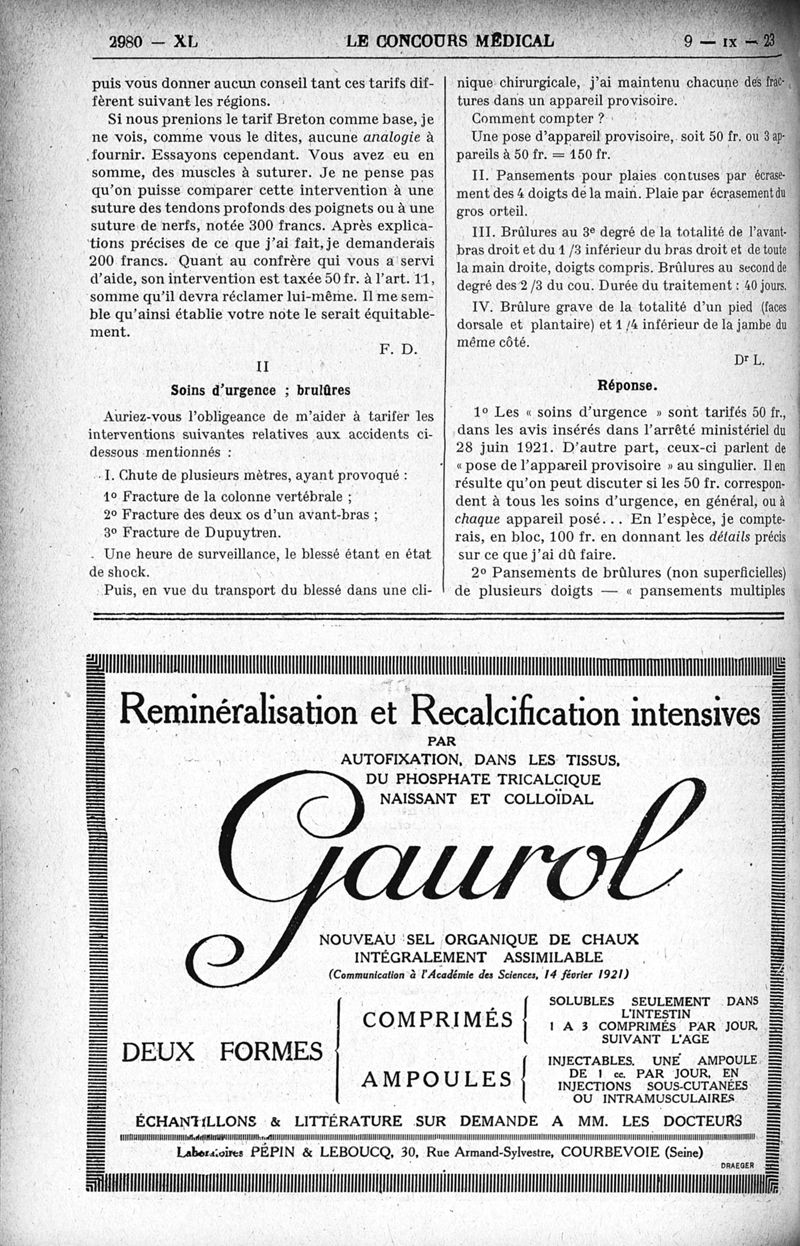 2980 — XL
LE CONCOURS MÉDICAL
9 — IX — 23
puis vous donner aucun conseil tant ces tarifs dif-
fèrent suivant les régions.
Si nous prenions le tarif Breton comme base, je
ne vois, comme vous le dites, aucune analogie à
fournir. Essayons cependant. Vous avez eu en
somme, des muscles à suturer. Je ne pense pas
qu'on puisse comparer cette intervention à une
suture des tendons profonds des poignets ou à une
suture de nerfs, notée 300 francs. Après explica-
tions précises de ce que j'ai fait, je demanderais
200 francs. Quant au confrère qui vous a servi
d'aide, son intervention est taxée 50 fr. à l'art. 11,
somme qu'il devra réclamer lui-même. Il me sem-
ble qu'ainsi établie votre note le serait équitable-
ment.
F. D.
II
Soins d'urgence ; brulûres
Auriez-vous l'obligeance de m'aider à tarifer les
interventions suivantes relatives aux accidents ci-
dessous mentionnés :
I. Chute de plusieurs mètres, ayant provoqué :
1º Fracture de la colonne vertébrale ;
2º Fracture des deux os d'un avant-bras ;
3º Fracture de Dupuytren.
Une heure de surveillance, le blessé étant en état
de shock.
Puis, en vue du transport du blessé dans une cli-
nique chirurgicale, j'ai maintenu chacune des frac-
tures dans un appareil provisoire.
Comment compter ?
Une pose d'appareil provisoire, soit 50 fr. ou 3 ap-
pareils à 50 fr. = 150 fr.
II. Pansements pour plaies contuses par écrase-
ment des 4 doigts de la main. Plaie par écrasement du
gros orteil.
III. Brûlures au 3e degré de la totalité de l'avant-
bras droit et du 1/3 inférieur du bras droit et de toute
la main droite, doigts compris. Brûlures au second de
degré des 2/3 du cou. Durée du traitement : 40 jours.
IV. Brûlure grave de la totalité d'un pied (faces
dorsale et plantaire) et 1/4 inférieur de la jambe du
même côté.
Dr L.
Réponse.
1º Les « soins d'urgence » sont tarifés 50 fr.,
dans les avis insérés dans l'arrêté ministériel du
28 juin 1921. D'autre part, ceux-ci parlent de
« pose de l'appareil provisoire » au singulier. Il en
résulte qu'on peut discuter si les 50 fr. correspon-
dent à tous les soins d'urgence, en général, ou à
chaque appareil posé... En l'espèce, je compte-
rais, en bloc, 100 fr. en donnant les détails précis
sur ce que j'ai dû faire.
2º Pansements de brûlures (non superficielles)
de plusieurs doigts — « pansements multiples
Reminéralisation et Recalcification intensives
PAR
AUTOFIXATION, DANS LES TISSUS,
DU PHOSPHATE TRICALCIQUE
NAISSANT ET COLLOÏDAL
Gaurol
NOUVEAU SEL ORGANIQUE DE CHAUX
INTÉGRALEMENT ASSIMILABLE
(Communication à l'Académie des Sciences, 14 février 1921)
DEUX FORMES
COMPRIMÉS
SOLUBLES SEULEMENT DANS
L'INTESTIN
1 A 3 COMPRIMÉS PAR JOUR,
SUIVANT L'AGE
AMPOULES
INJECTABLES. UNE AMPOULE
DE 1 cc. PAR JOUR, EN
INJECTIONS SOUS-CUTANÉES
OU INTRAMUSCULAIRES
ÉCHANTILLONS & LITTÉRATURE SUR DEMANDE A MM. LES DOCTEURS
Laboratoires PÉPIN & LEBOUCQ, 30, Rue Armand-Sylvestre, COURBEVOIE (Seine)
DRAEGER